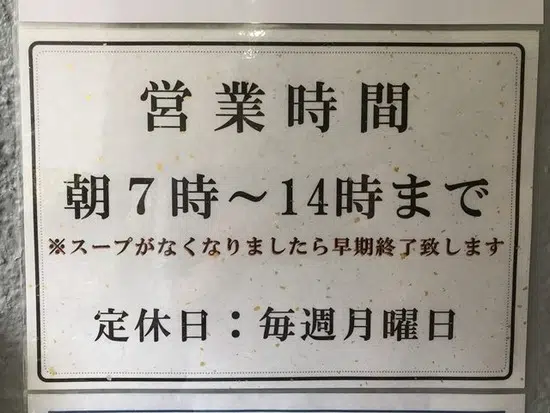 営業時間
朝７時～14時まで
※スープがなくなりましたら早期終了致します
定休日：毎週月曜日